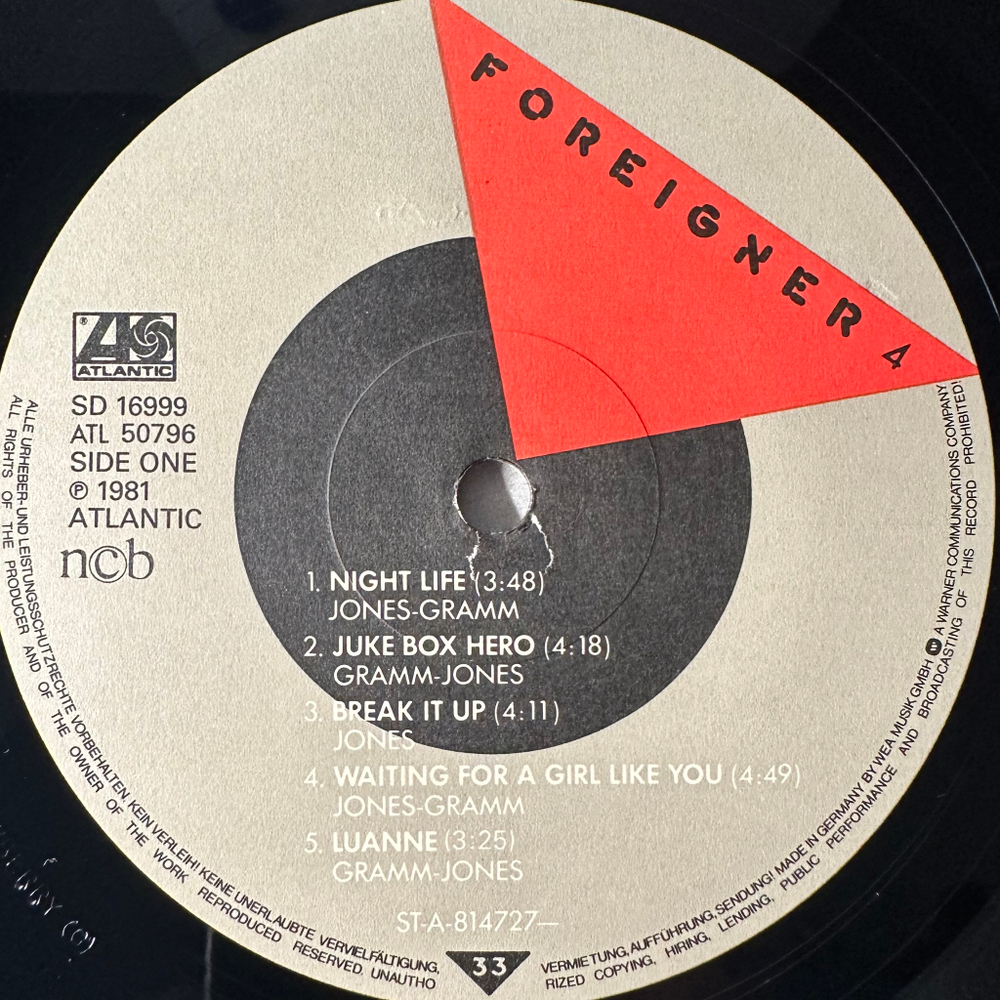 FOREIGNER 4
ATLANTIC
SD 16999
ATL 50796
SIDE ONE
℗ 1981
ATLANTIC
ncb
1. NIGHT LIFE (3:48)
JONES-GRAMM
2. JUKE BOX HERO (4:18)
GRAMM-JONES
3. BREAK IT UP (4:11)
JONES
4. WAITING FOR A GIRL LIKE YOU (4:49)
JONES-GRAMM
5. LUANNE (3:25)
GRAMM-JONES
ST-A-814727—
33
ALLE URHEBER-UND LEISTUNGSSCHUTZRECHTE VORBEHALTEN. KEIN VERLEIH! KEINE UNERLAUBTE VERVIELFÄLTIGUNG, VERMIETUNG, AUFFÜHRUNG, SENDUNG! MADE IN GERMANY BY WEA MUSIK GMBH A WARNER COMMUNICATIONS COMPANY
ALL RIGHTS OF THE PRODUCER AND OF THE OWNER OF THE WORK REPRODUCED RESERVED. UNAUTHORIZED COPYING, HIRING, LENDING, PUBLIC PERFORMANCE AND BROADCASTING OF THIS RECORD PROHIBITED!